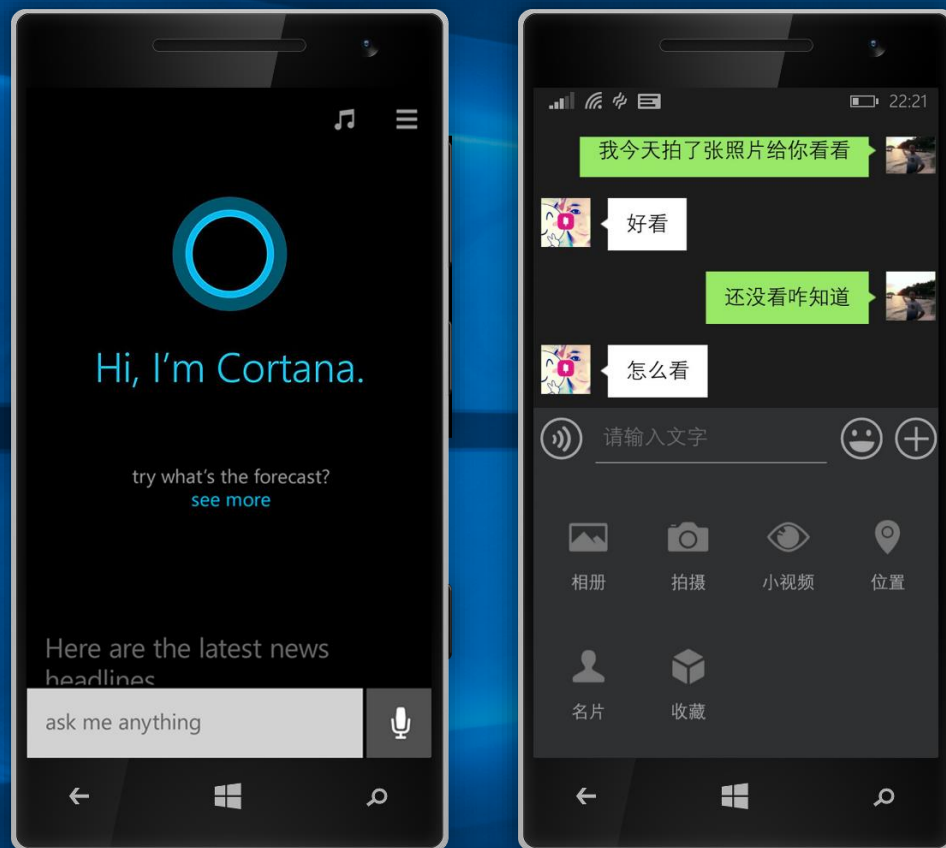 Hi, I'm Cortana.
try what's the forecast?
see more
Here are the latest news
headlines
ask me anything
22:21
我今天拍了张照片给你看看
好看
还没看咋知道
怎么看
请输入文字
相册
拍摄
小视频
位置
名片
收藏